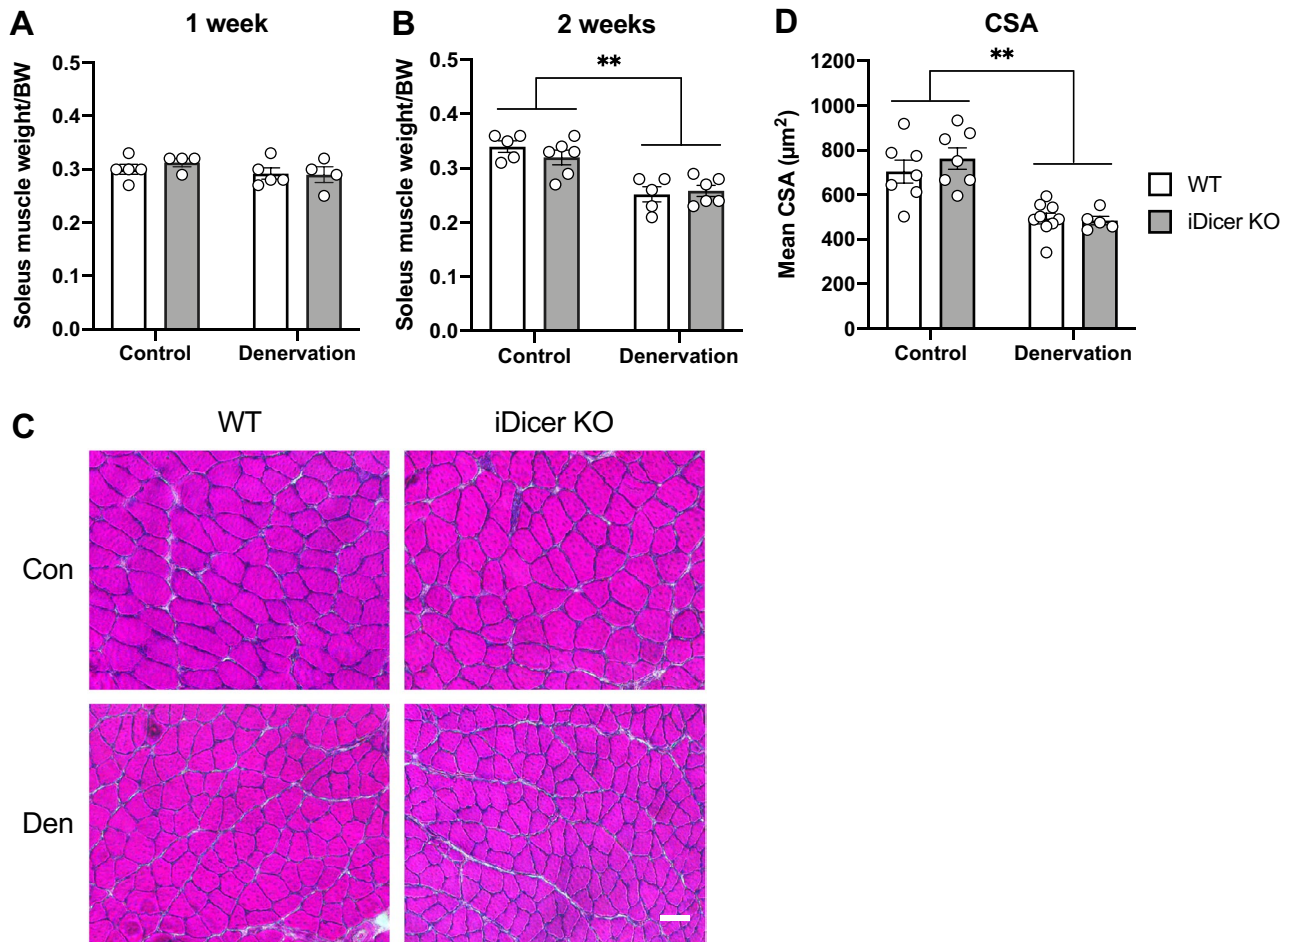 A
1 week
Soleus muscle weight/BW
0.5
0.4
0.3
0.2
0.1
0.0
Control
Denervation
B
2 weeks
Soleus muscle weight/BW
0.5
0.4
0.3
0.2
0.1
0.0
**
Control
Denervation
D
CSA
Mean CSA (µm²)
1200
1000
800
600
400
200
0
**
Control
Denervation
WT
iDicer KO
C
WT
iDicer KO
Con
Den